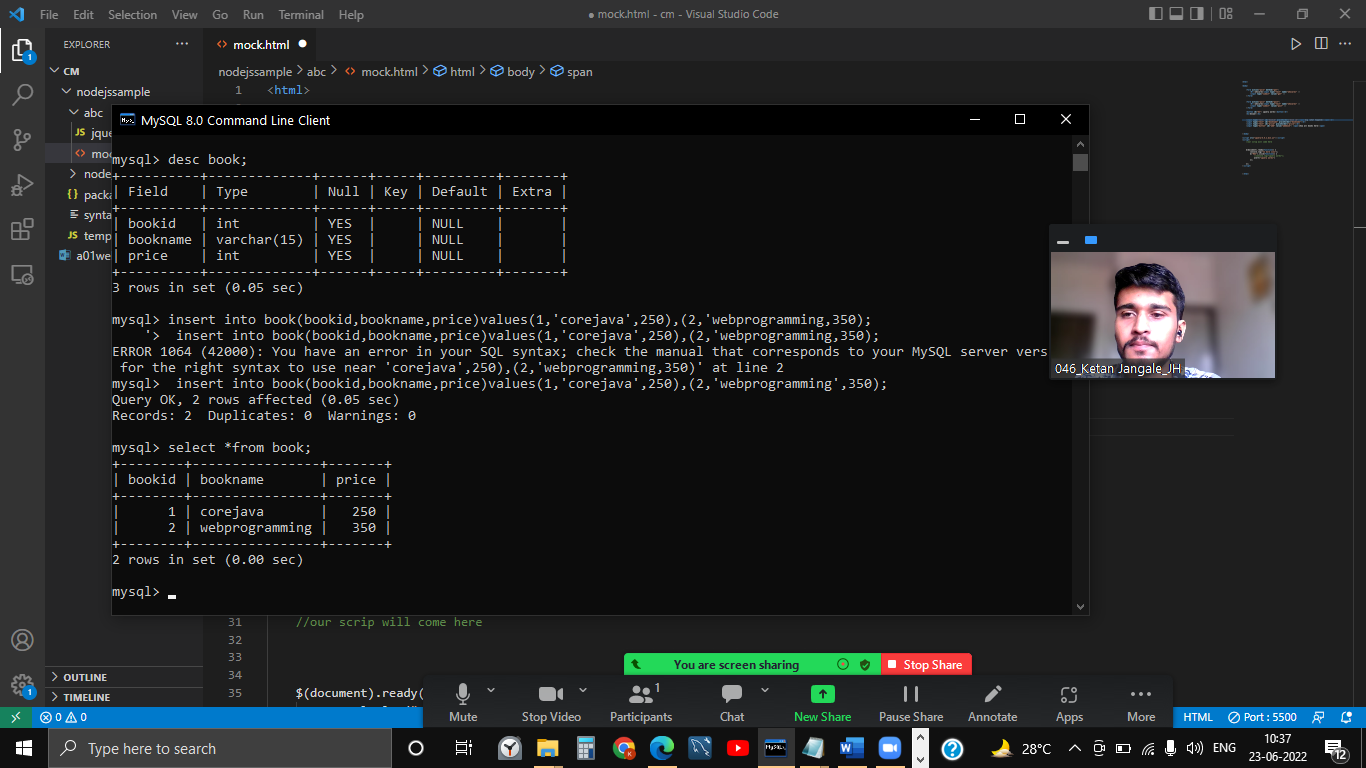 File Edit Selection View Go Run Terminal Help
● mock.html - cm - Visual Studio Code
EXPLORER
mock.html
CM
nodejssample > abc > mock.html > html > body > span
nodejssample
1 <html>
abc
JS jque
moc
node
{} packa
synta
JS temp
a01we
MySQL 8.0 Command Line Client
mysql> desc book;
+----------+-------------+------+-----+---------+-------+
| Field    | Type        | Null | Key | Default | Extra |
+----------+-------------+------+-----+---------+-------+
| bookid   | int         | YES  |     | NULL    |       |
| bookname | varchar(15) | YES  |     | NULL    |       |
| price    | int         | YES  |     | NULL    |       |
+----------+-------------+------+-----+---------+-------+
3 rows in set (0.05 sec)
mysql> insert into book(bookid,bookname,price)values(1,'corejava',250),(2,'webprogramming,350);
    '>  insert into book(bookid,bookname,price)values(1,'corejava',250),(2,'webprogramming,350);
ERROR 1064 (42000): You have an error in your SQL syntax; check the manual that corresponds to your MySQL server vers
 for the right syntax to use near 'corejava',250),(2,'webprogramming,350)' at line 2
mysql>  insert into book(bookid,bookname,price)values(1,'corejava',250),(2,'webprogramming',350);
Query OK, 2 rows affected (0.05 sec)
Records: 2  Duplicates: 0  Warnings: 0
mysql> select *from book;
+--------+----------------+-------+
| bookid | bookname       | price |
+--------+----------------+-------+
|      1 | corejava       |   250 |
|      2 | webprogramming |   350 |
+--------+----------------+-------+
2 rows in set (0.00 sec)
mysql>
046_Ketan Jangale_JH
31 //our scrip will come here
32
33
34
35 $(document).ready(
OUTLINE
TIMELINE
You are screen sharing
Stop Share
Mute Stop Video Participants 1 Chat New Share Pause Share Annotate Apps More
0 0
HTML Port : 5500
Type here to search
28°C
ENG
10:37
23-06-2022
12